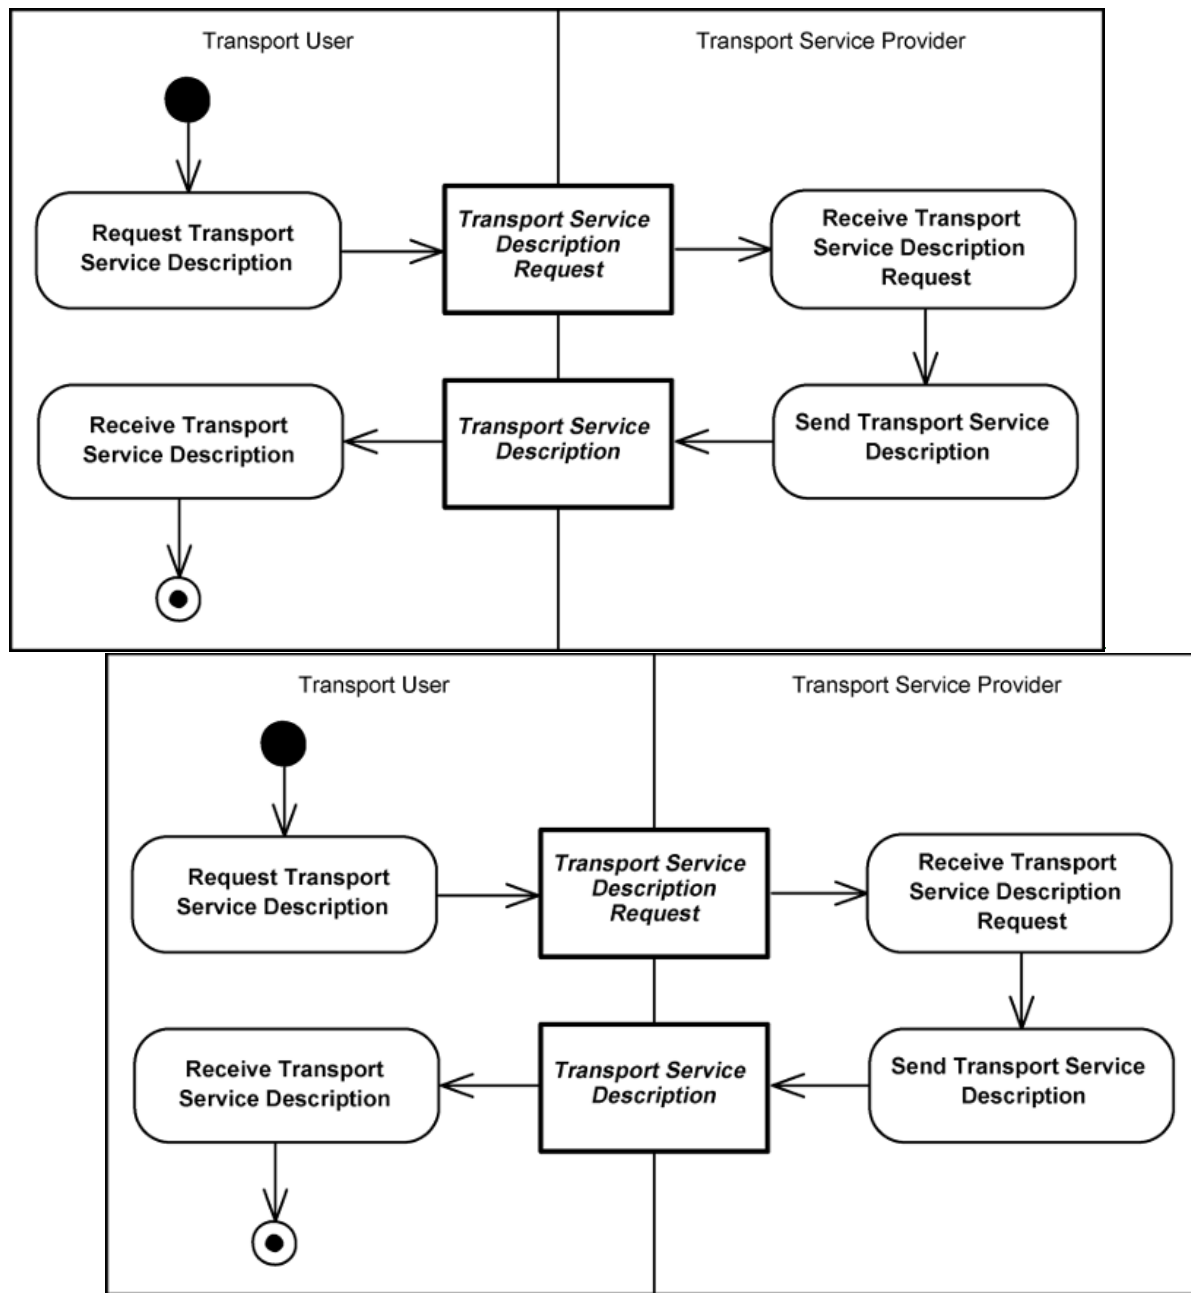 Transport User
Transport Service Provider
Request Transport
Service Description
Transport Service
Description
Request
Receive Transport
Service Description
Request
Receive Transport
Service Description
Transport Service
Description
Send Transport Service
Description
Transport User
Transport Service Provider
Request Transport
Service Description
Transport Service
Description
Request
Receive Transport
Service Description
Request
Receive Transport
Service Description
Transport Service
Description
Send Transport Service
Description